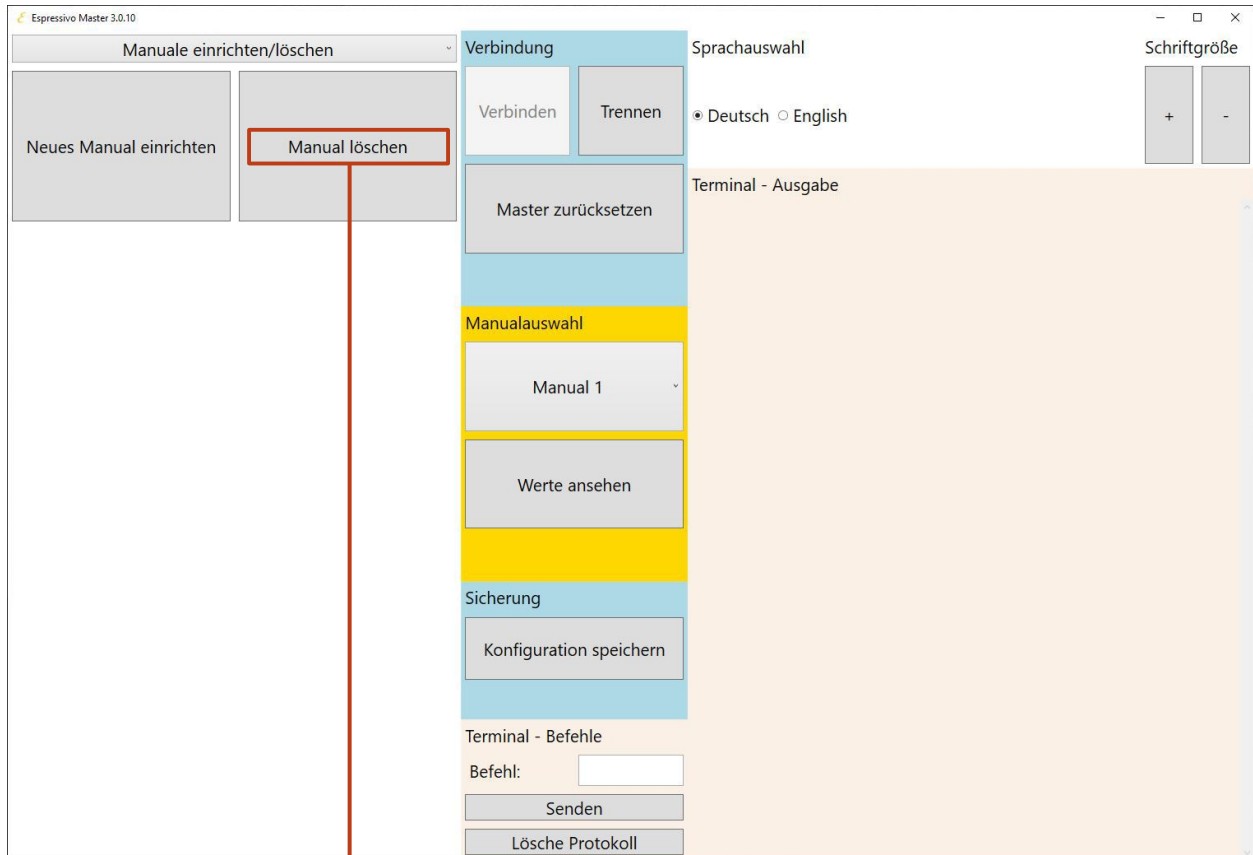 Espressivo Master 3.0.10
Manuale einrichten/löschen
Neues Manual einrichten
Manual löschen
Verbindung
Verbinden
Trennen
Master zurücksetzen
Manualauswahl
Manual 1
Werte ansehen
Sicherung
Konfiguration speichern
Terminal - Befehle
Befehl:
Senden
Lösche Protokoll
Sprachauswahl
Deutsch
English
Schriftgröße
+
-
Terminal - Ausgabe